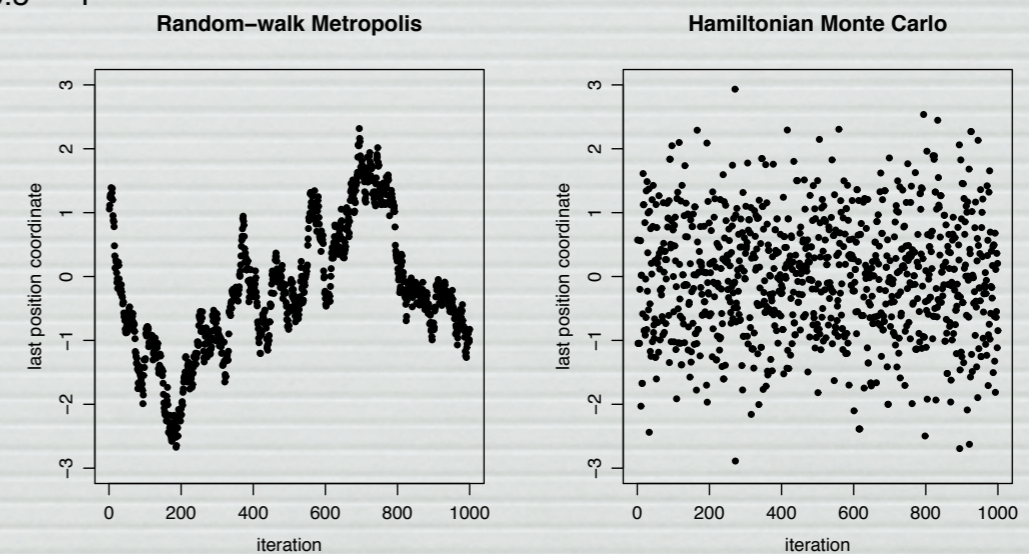 Random−walk Metropolis
3
2
1
0
−1
−2
−3
last position coordinate
0 200 400 600 800 1000
iteration
Hamiltonian Monte Carlo
3
2
1
0
−1
−2
−3
last position coordinate
0 200 400 600 800 1000
iteration